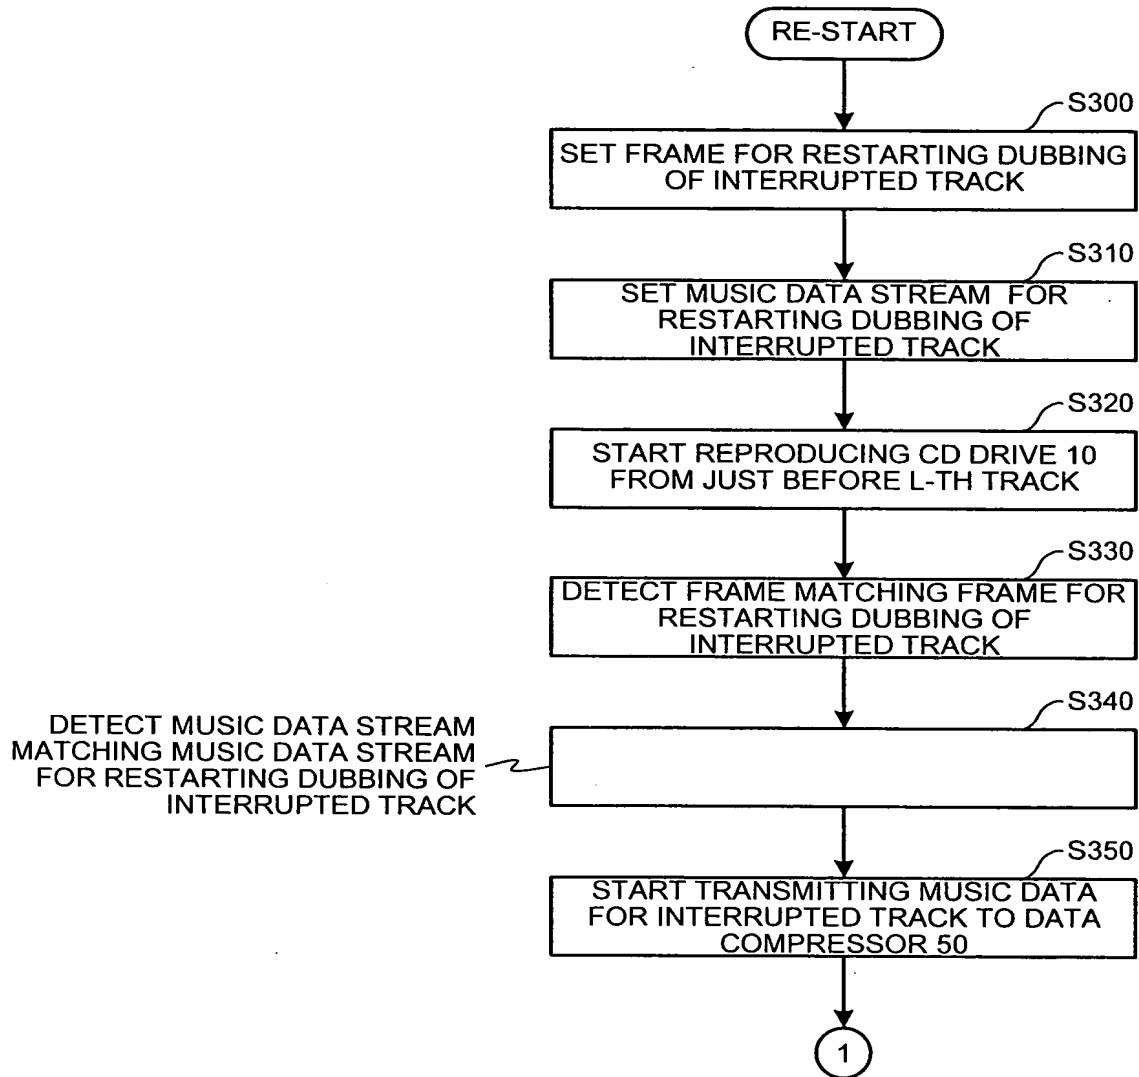 RE-START
S300
SET FRAME FOR RESTARTING DUBBING
OF INTERRUPTED TRACK
S310
SET MUSIC DATA STREAM FOR
RESTARTING DUBBING OF
INTERRUPTED TRACK
S320
START REPRODUCING CD DRIVE 10
FROM JUST BEFORE L-TH TRACK
S330
DETECT FRAME MATCHING FRAME FOR
RESTARTING DUBBING OF
INTERRUPTED TRACK
S340
DETECT MUSIC DATA STREAM
MATCHING MUSIC DATA STREAM
FOR RESTARTING DUBBING OF
INTERRUPTED TRACK
S350
START TRANSMITTING MUSIC DATA
FOR INTERRUPTED TRACK TO DATA
COMPRESSOR 50
1